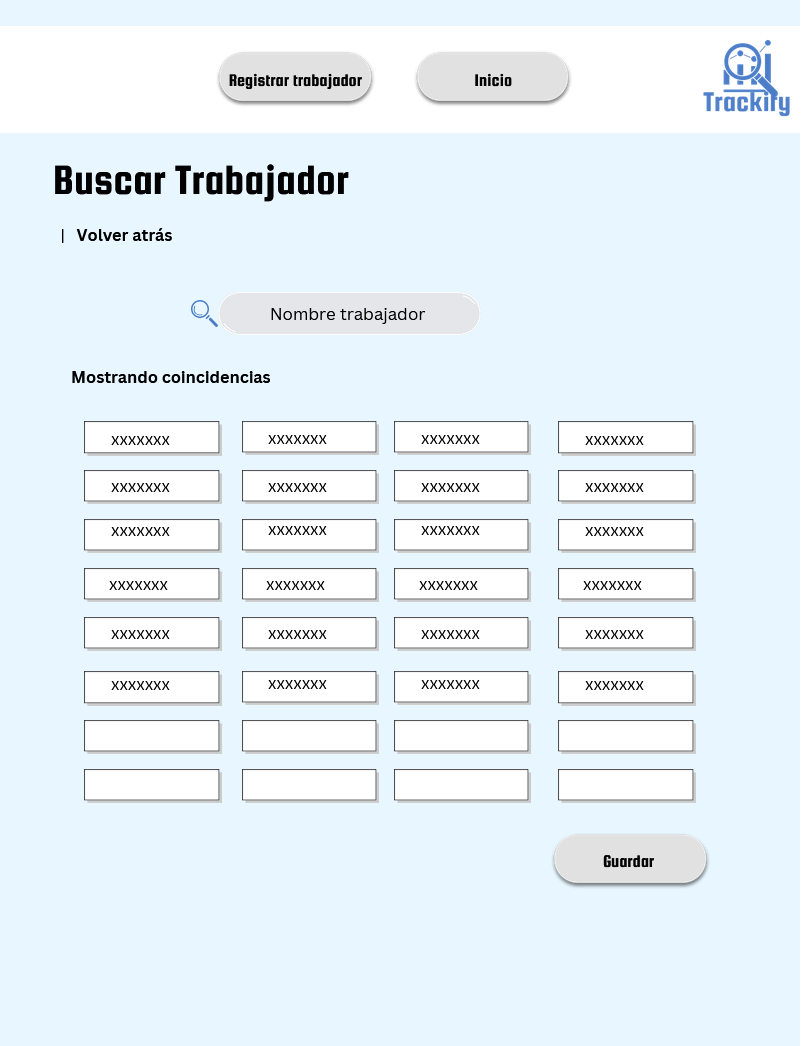 Registrar trabajador Inicio
Trackify
Buscar Trabajador
| Volver atrás
Nombre trabajador
Mostrando coincidencias
xxxxxxx xxxxxxx xxxxxxx xxxxxxx
xxxxxxx xxxxxxx xxxxxxx xxxxxxx
xxxxxxx xxxxxxx xxxxxxx xxxxxxx
xxxxxxx xxxxxxx xxxxxxx xxxxxxx
xxxxxxx xxxxxxx xxxxxxx xxxxxxx
xxxxxxx xxxxxxx xxxxxxx xxxxxxx
Guardar